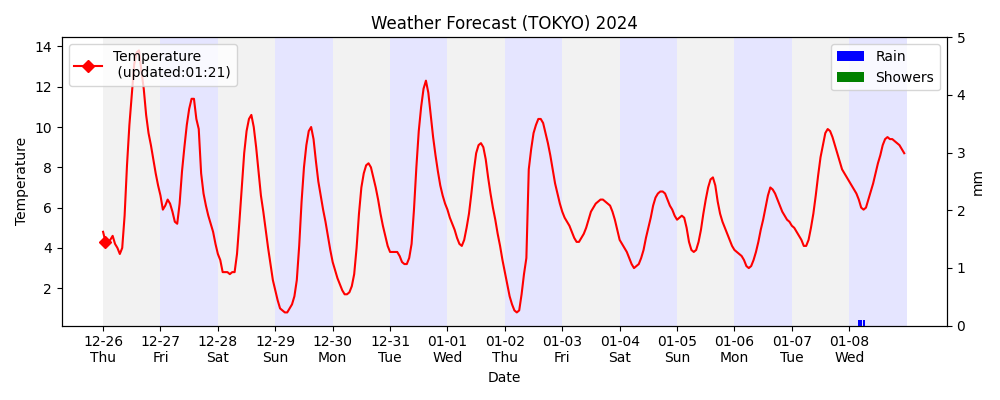 Weather Forecast (TOKYO) 2024
Temperature
(updated:01:21)
Rain
Showers
Temperature
14
12
10
8
6
4
2
5
4
3
2
1
0
mm
12-26 12-27 12-28 12-29 12-30 12-31 01-01 01-02 01-03 01-04 01-05 01-06 01-07 01-08
Thu Fri Sat Sun Mon Tue Wed Thu Fri Sat Sun Mon Tue Wed
Date